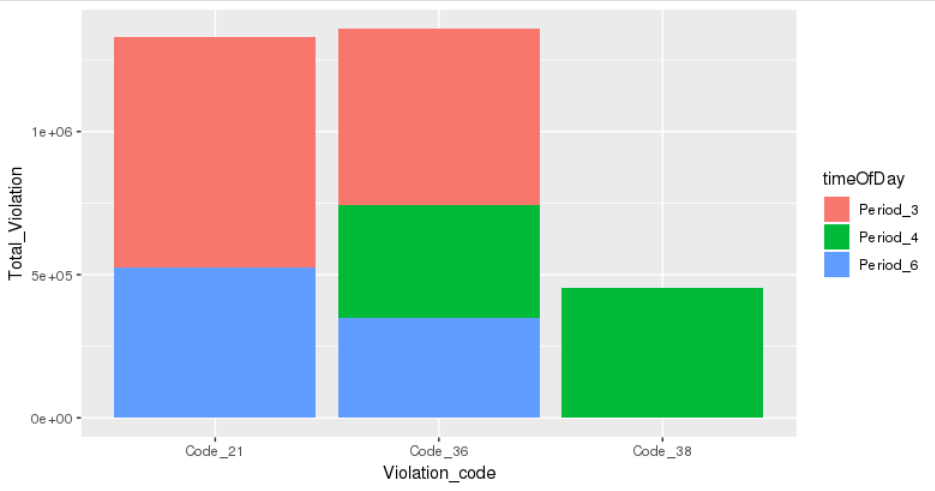 Total_Violation
1e+06
5e+05
0e+00
Code_21
Code_36
Code_38
Violation_code
timeOfDay
Period_3
Period_4
Period_6